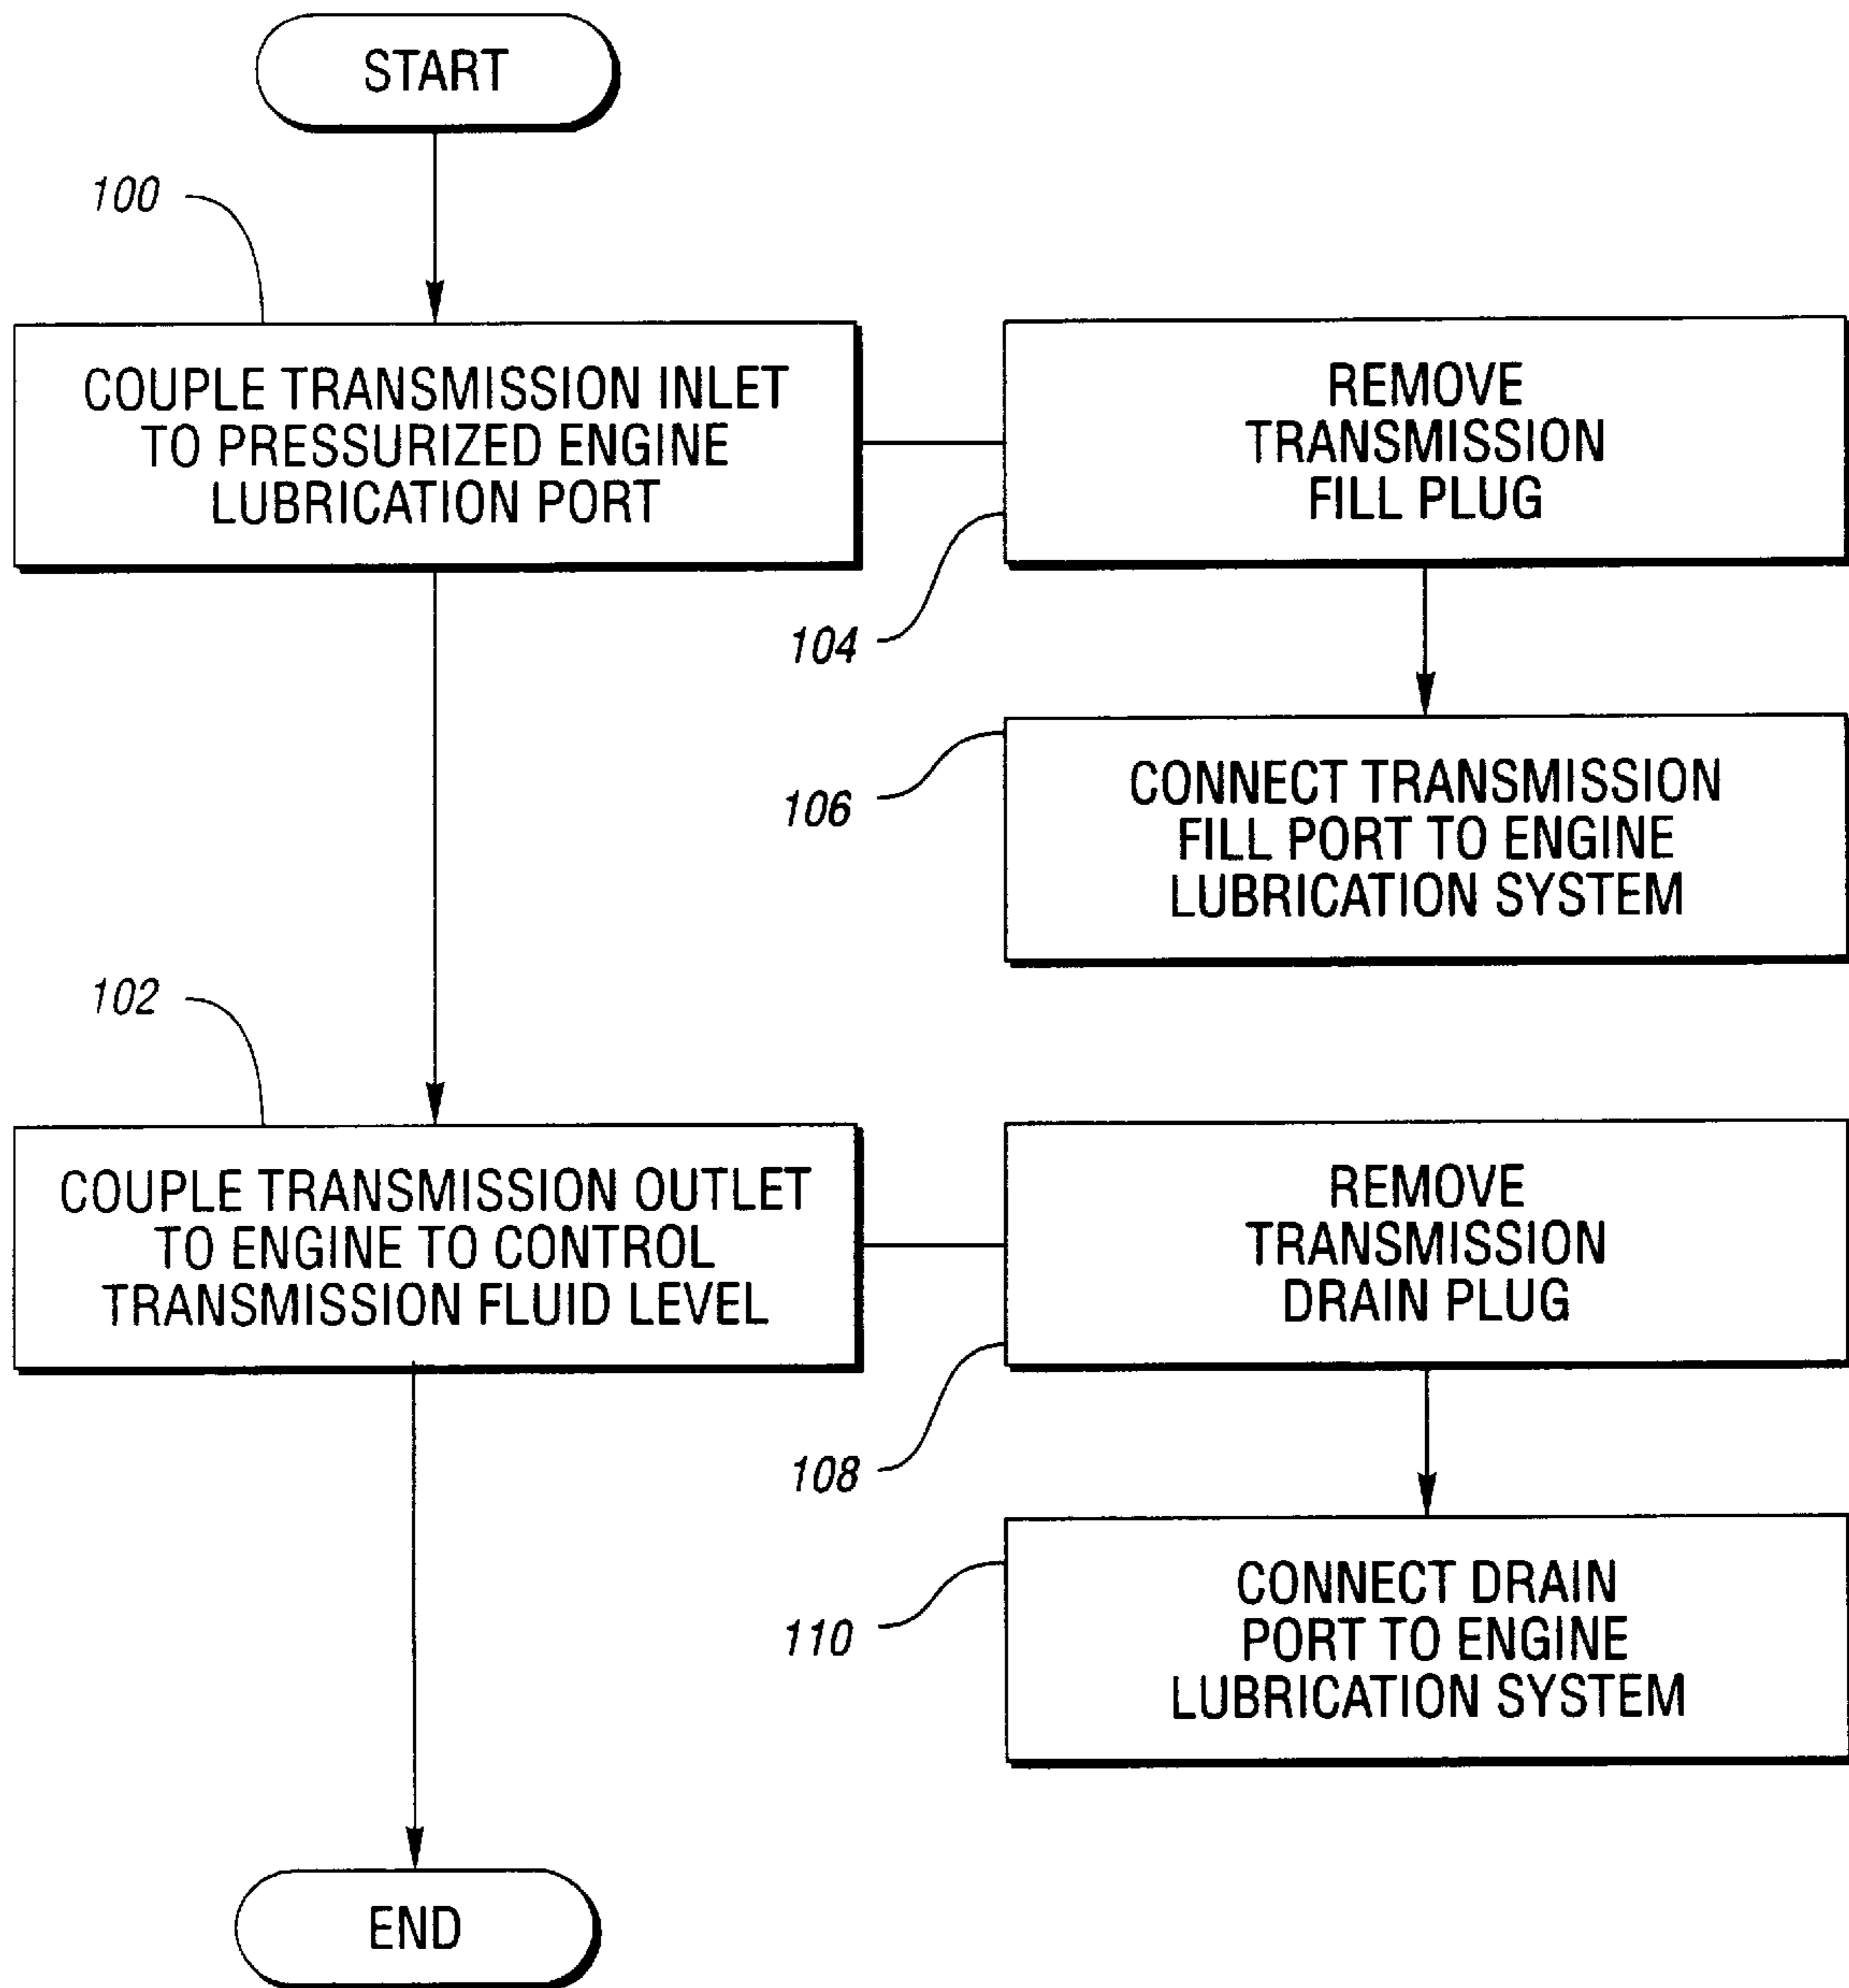 START
100
COUPLE TRANSMISSION INLET
TO PRESSURIZED ENGINE
LUBRICATION PORT
REMOVE
TRANSMISSION
FILL PLUG
104
106
CONNECT TRANSMISSION
FILL PORT TO ENGINE
LUBRICATION SYSTEM
102
COUPLE TRANSMISSION OUTLET
TO ENGINE TO CONTROL
TRANSMISSION FLUID LEVEL
REMOVE
TRANSMISSION
DRAIN PLUG
108
110
CONNECT DRAIN
PORT TO ENGINE
LUBRICATION SYSTEM
END